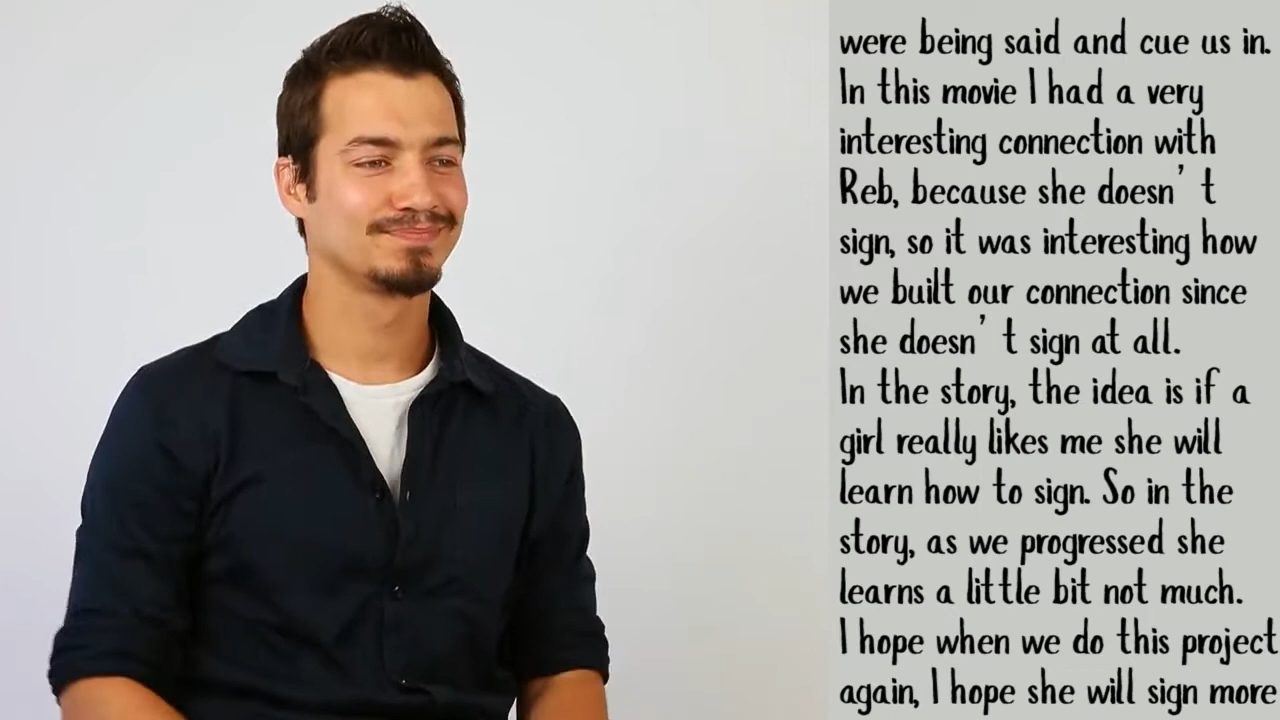 were being said and cue us in.
In this movie I had a very
interesting connection with
Reb, because she doesn't
sign, so it was interesting how
we built our connection since
she doesn't sign at all.
In the story, the idea is if a
girl really likes me she will
learn how to sign. So in the
story, as we progressed she
learns a little bit not much.
I hope when we do this project
again, I hope she will sign more